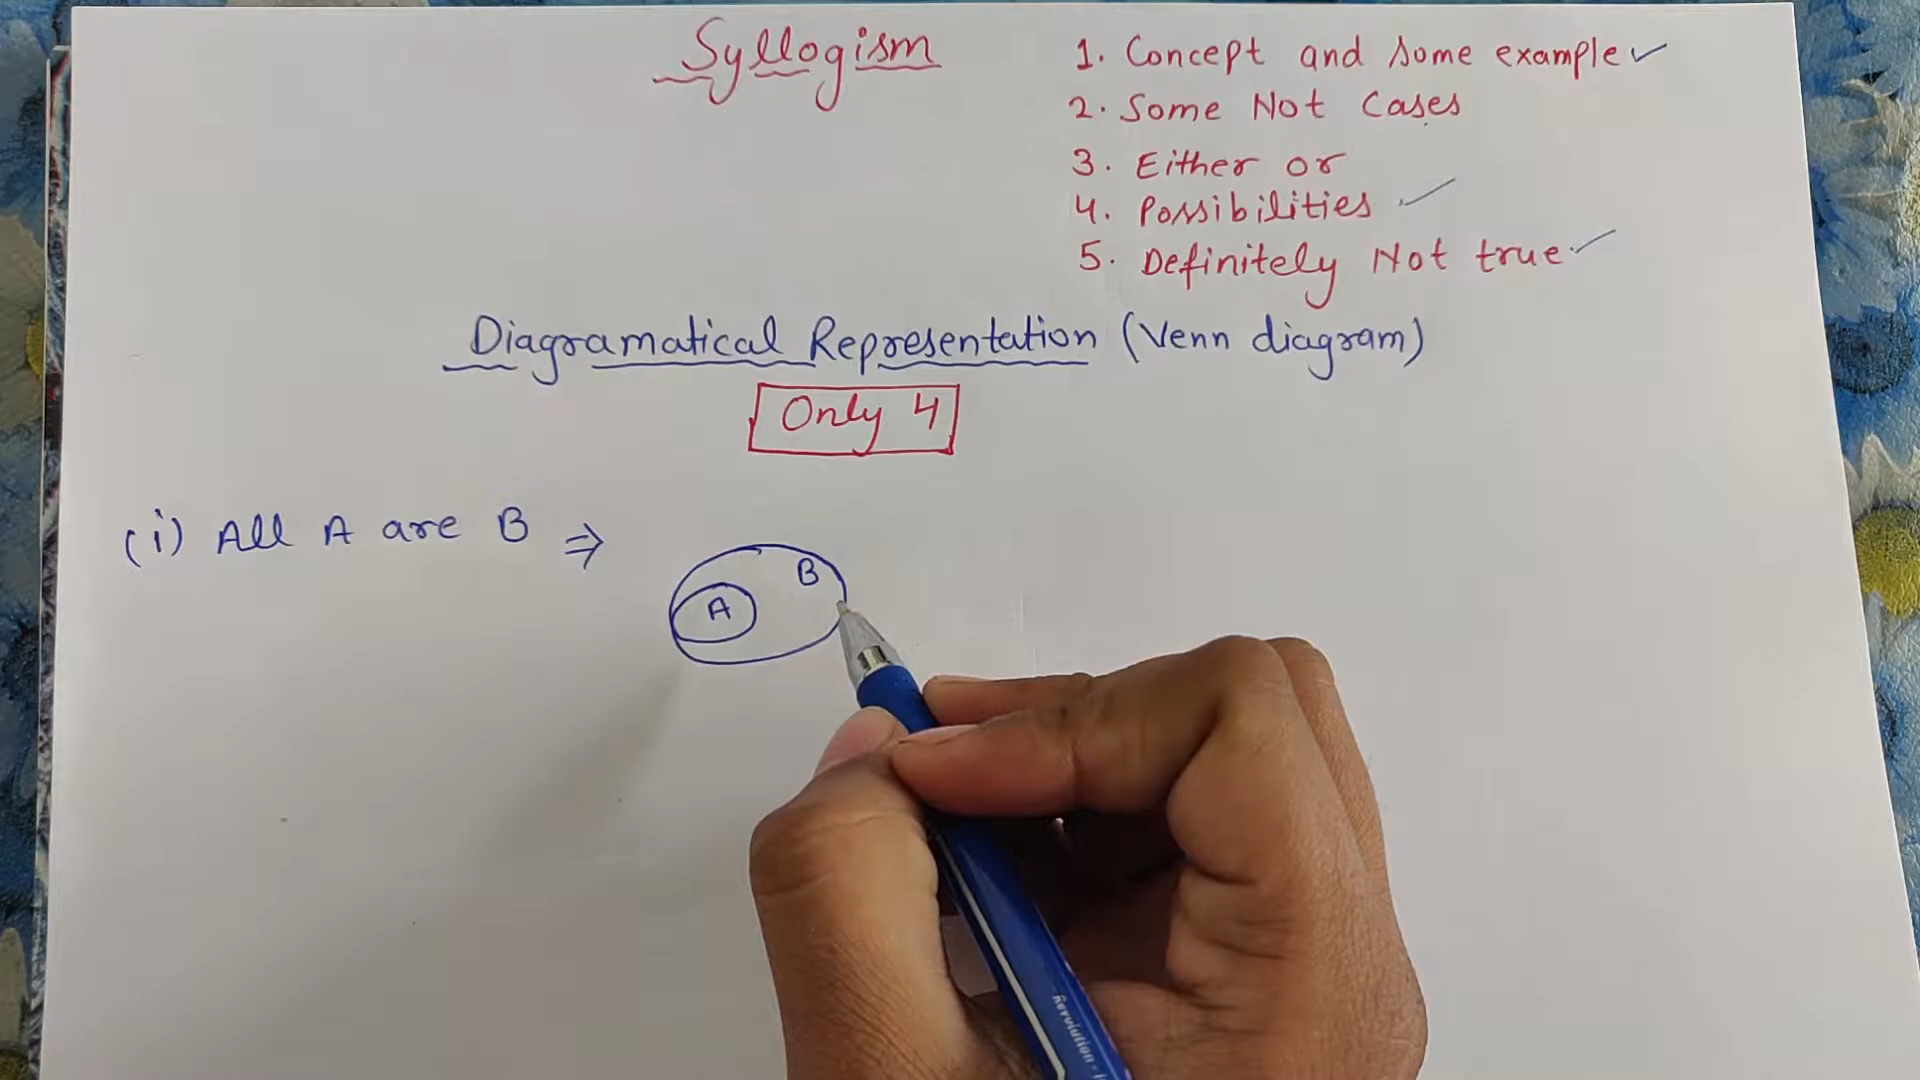 Syllogism
1. Concept and some example ✓
2. Some Not Cases
3. Either or
4. Possibilities ✓
5. Definitely Not true ✓
Diagramatical Representation (Venn diagram)
Only 4
(i) All A are B ⇒
B
A